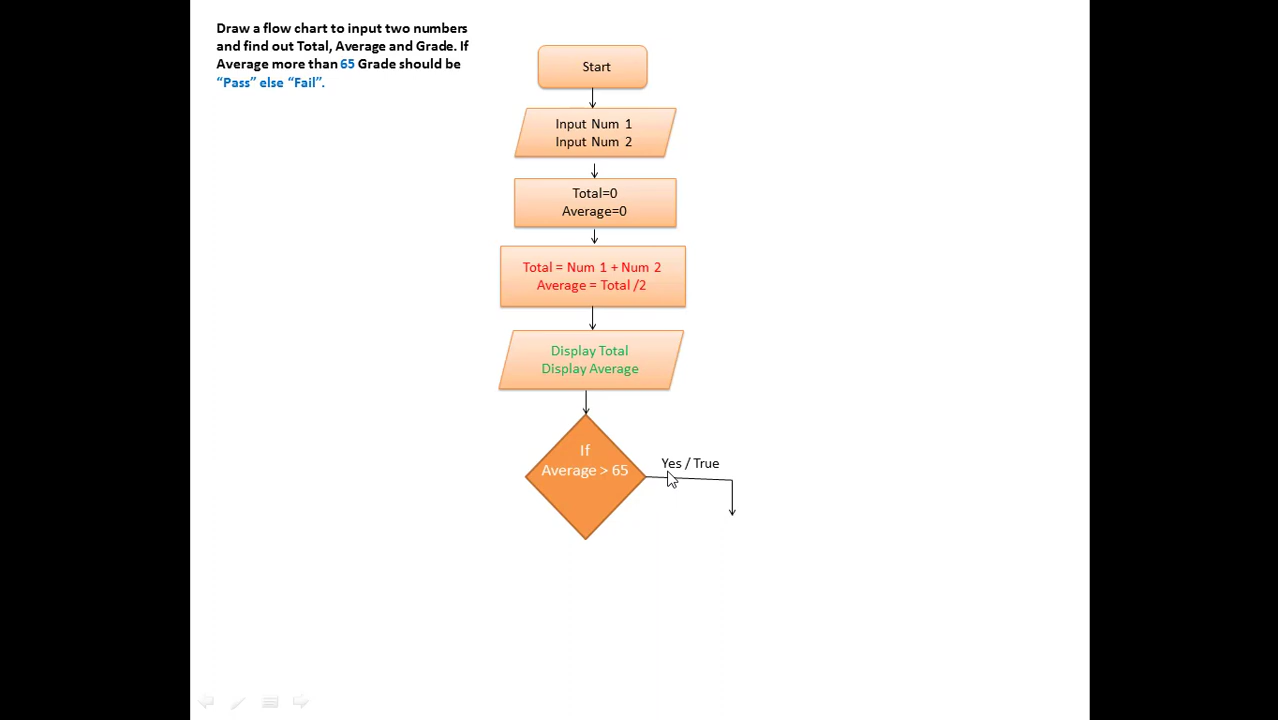 Draw a flow chart to input two numbers
and find out Total, Average and Grade. If
Average more than 65 Grade should be
“Pass” else “Fail”.
Start
Input Num 1
Input Num 2
Total=0
Average=0
Total = Num 1 + Num 2
Average = Total /2
Display Total
Display Average
If
Average > 65
Yes / True